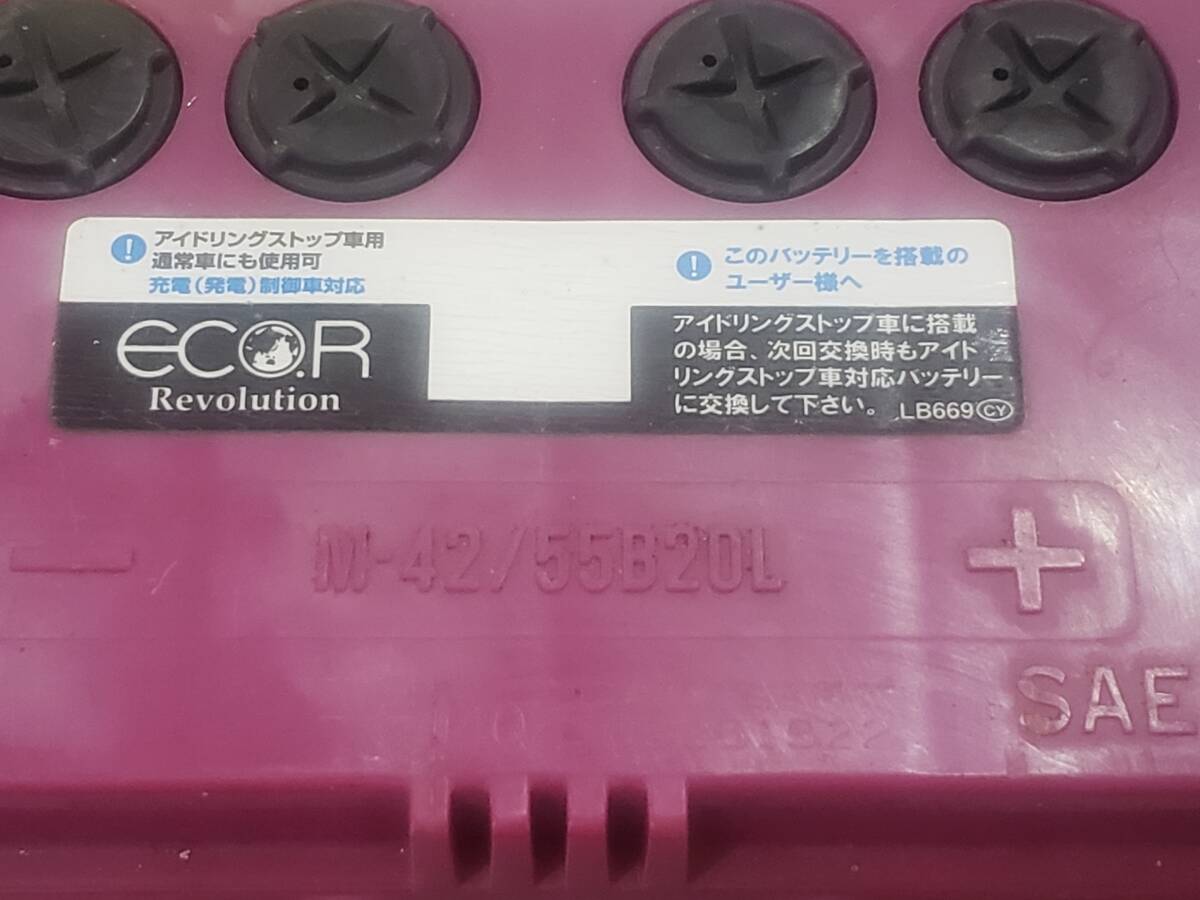 ! アイドリングストップ車用
通常車にも使用可
充電(発電)制御車対応
ECO.R
Revolution
! このバッテリーを搭載の
ユーザー様へ
アイドリングストップ車に搭載
の場合、次回交換時もアイド
リングストップ車対応バッテリー
に交換して下さい。 LB669 CY
− M-42/55B20L +
SAE